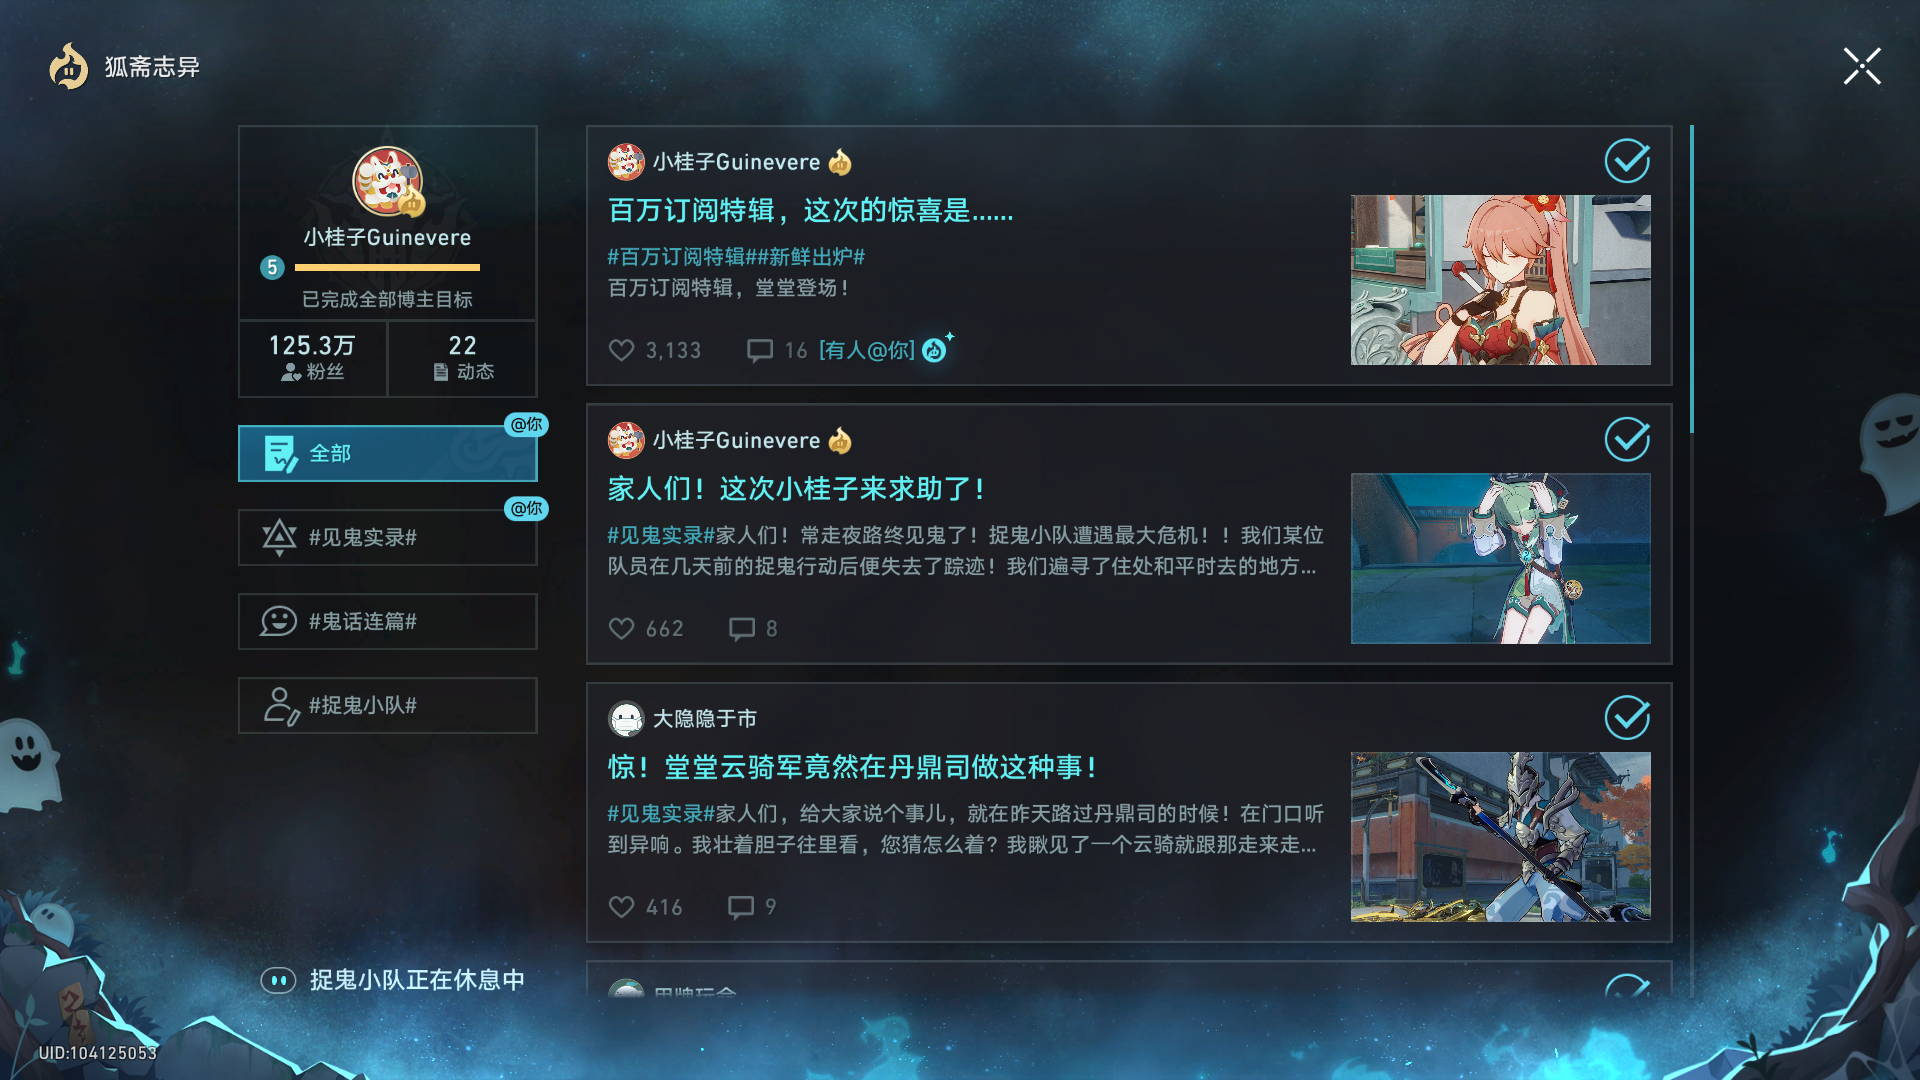 狐斋志异
小桂子Guinevere
5
已完成全部博主目标
125.3万
粉丝
22
动态
@你
全部
@你
#见鬼实录#
#鬼话连篇#
#捉鬼小队#
捉鬼小队正在休息中
UID:104125053
小桂子Guinevere
百万订阅特辑，这次的惊喜是……
#百万订阅特辑##新鲜出炉#
百万订阅特辑，堂堂登场！
3,133
16 [有人@你]
小桂子Guinevere
家人们！这次小桂子来求助了！
#见鬼实录#家人们！常走夜路终见鬼了！捉鬼小队遭遇最大危机！！我们某位
队员在几天前的捉鬼行动后便失去了踪迹！我们遍寻了住处和平时去的地方...
662
8
大隐隐于市
惊！堂堂云骑军竟然在丹鼎司做这种事！
#见鬼实录#家人们，给大家说个事儿，就在昨天路过丹鼎司的时候！在门口听
到异响。我壮着胆子往里看，您猜怎么着？我瞅见了一个云骑就跟那走来走...
416
9